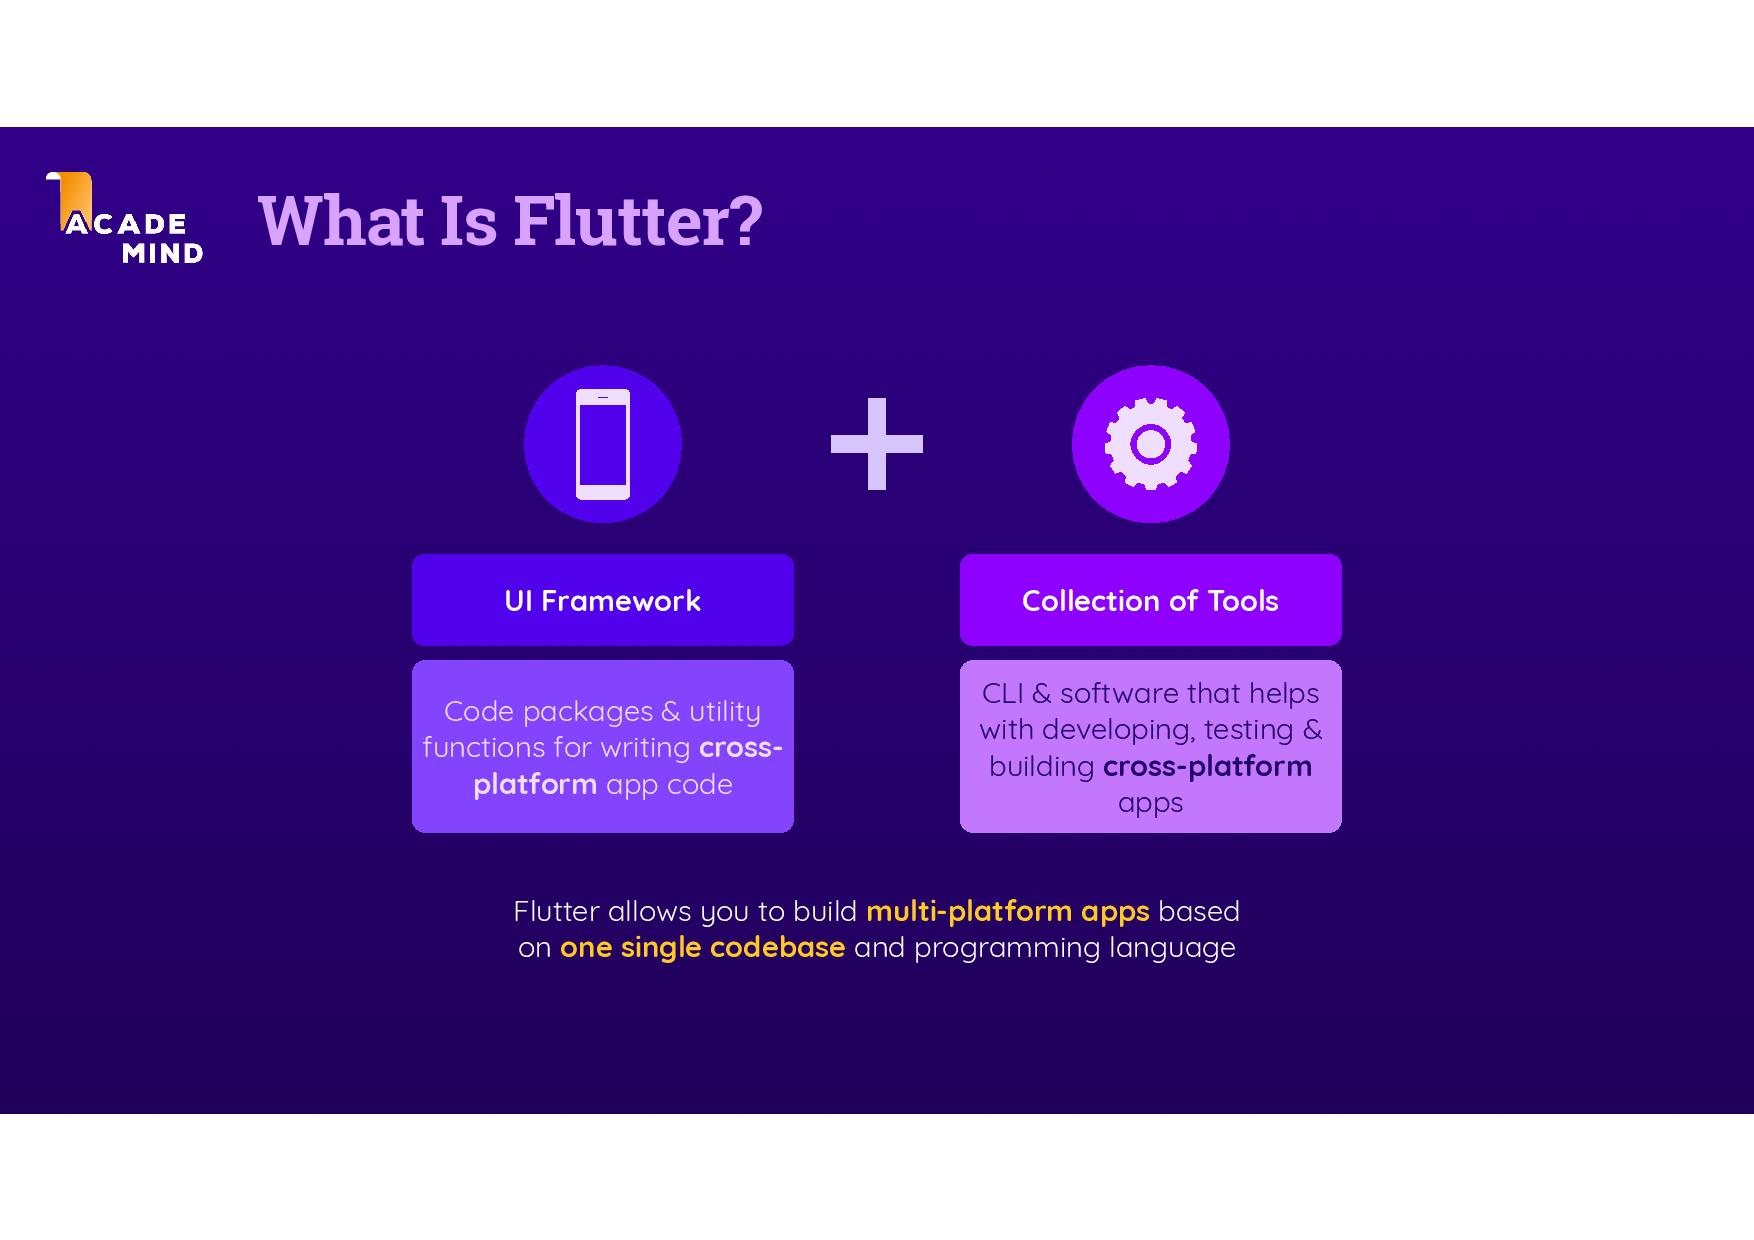 ACADE
MIND
What Is Flutter?
UI Framework
Code packages & utility
functions for writing cross-
platform app code
Collection of Tools
CLI & software that helps
with developing, testing &
building cross-platform
apps
Flutter allows you to build multi-platform apps based
on one single codebase and programming language